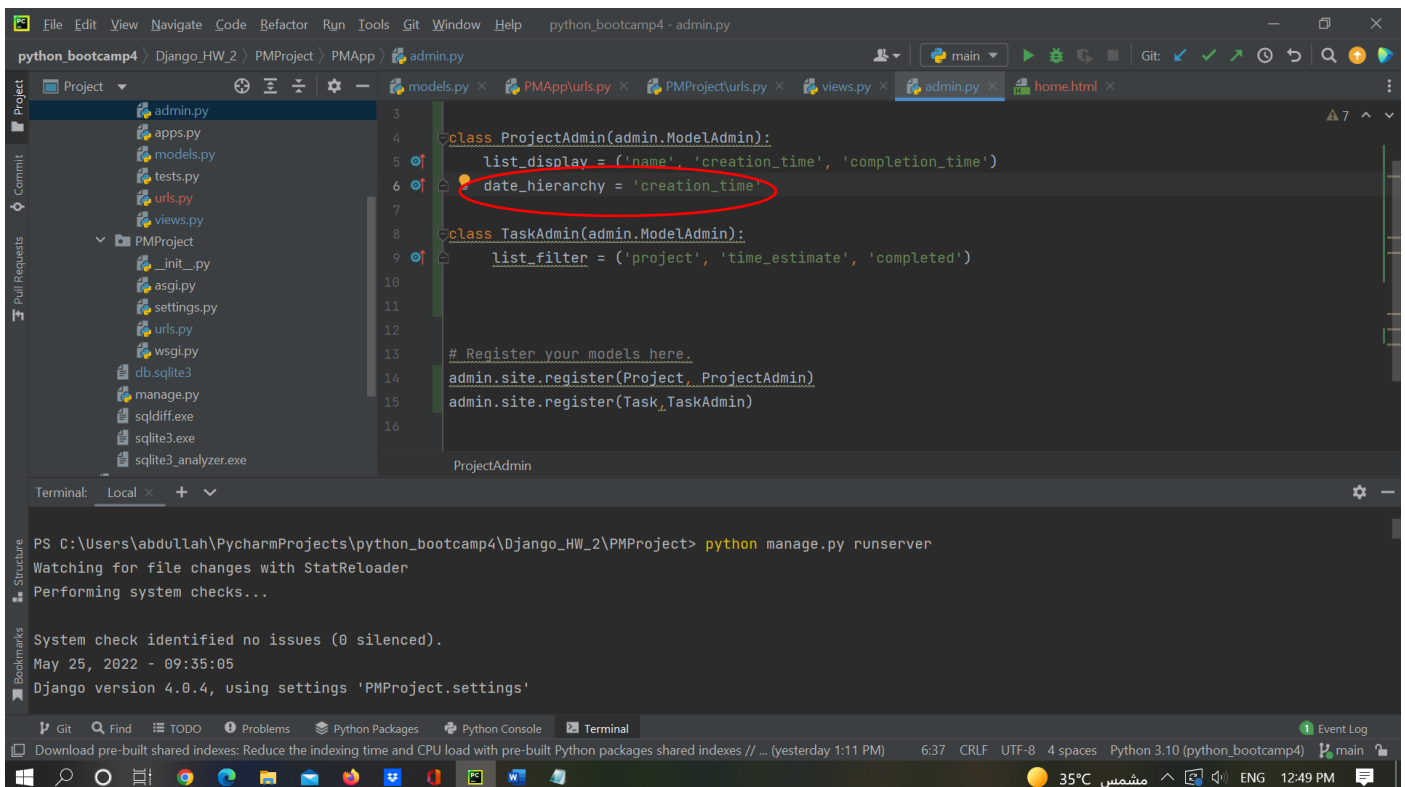 File Edit View Navigate Code Refactor Run Tools Git Window Help python_bootcamp4 - admin.py
python_bootcamp4 Django_HW_2 PMProject PMApp admin.py main Git:
Project models.py PMApp\urls.py PMProject\urls.py views.py admin.py home.html
Project
Commit
Pull Requests
Structure
Bookmarks
admin.py
apps.py
models.py
tests.py
urls.py
views.py
PMProject
__init__.py
asgi.py
settings.py
urls.py
wsgi.py
db.sqlite3
manage.py
sqldiff.exe
sqlite3.exe
sqlite3_analyzer.exe
7
3
4 class ProjectAdmin(admin.ModelAdmin):
5 list_display = ('name', 'creation_time', 'completion_time')
6 date_hierarchy = 'creation_time'
7
8 class TaskAdmin(admin.ModelAdmin):
9 list_filter = ('project', 'time_estimate', 'completed')
10
11
12
13 # Register your models here.
14 admin.site.register(Project, ProjectAdmin)
15 admin.site.register(Task,TaskAdmin)
16
ProjectAdmin
Terminal: Local
PS C:\Users\abdullah\PycharmProjects\python_bootcamp4\Django_HW_2\PMProject> python manage.py runserver
Watching for file changes with StatReloader
Performing system checks...
System check identified no issues (0 silenced).
May 25, 2022 - 09:35:05
Django version 4.0.4, using settings 'PMProject.settings'
Git Find TODO Problems Python Packages Python Console Terminal 1 Event Log
Download pre-built shared indexes: Reduce the indexing time and CPU load with pre-built Python packages shared indexes // ... (yesterday 1:11 PM) 6:37 CRLF UTF-8 4 spaces Python 3.10 (python_bootcamp4) main
35°C مشمس ENG 12:49 PM